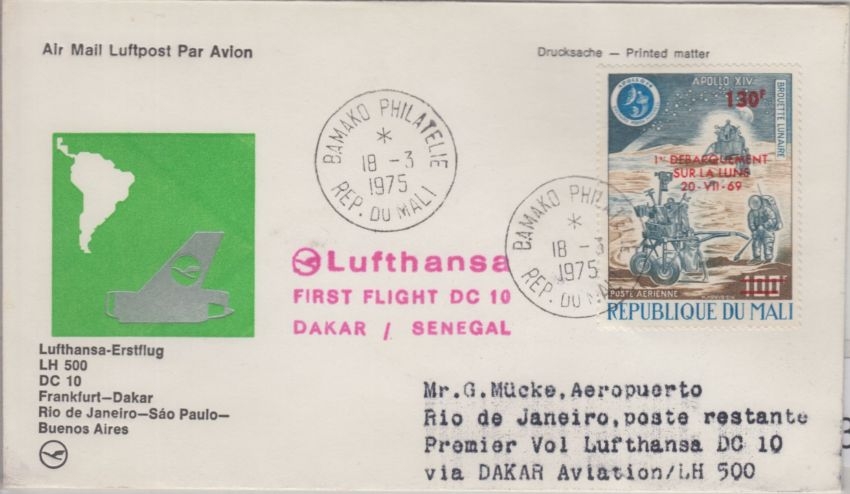 Air Mail Luftpost Par Avion
Drucksache – Printed matter
BAMAKO PHILATELIE
18 - 3
1975
REP. DU MALI
APOLLO XIV
130F
BROUETTE LUNAIRE
1er DEBARQUEMENT
SUR LA LUNE
20-VII-69
100F
POSTE AÉRIENNE
RÉPUBLIQUE DU MALI
BAMAKO PHILATELIE
18 - 3
1975
REP. DU MALI
Lufthansa
FIRST FLIGHT DC 10
DAKAR / SENEGAL
Lufthansa-Erstflug
LH 500
DC 10
Frankfurt–Dakar
Rio de Janeiro–São Paulo–
Buenos Aires
Mr.G.Mücke,Aeropuerto
Rio de Janeiro,poste restante
Premier Vol Lufthansa DC 10
via DAKAR Aviation/LH 500